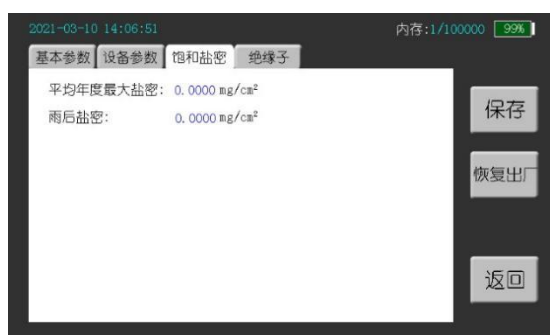 2021-03-10 14:06:51 内存:1/100000 99%
基本参数 设备参数 饱和盐密 绝缘子
平均年度最大盐密: 0.0000 mg/cm²
雨后盐密: 0.0000 mg/cm²
保存
恢复出厂
返回